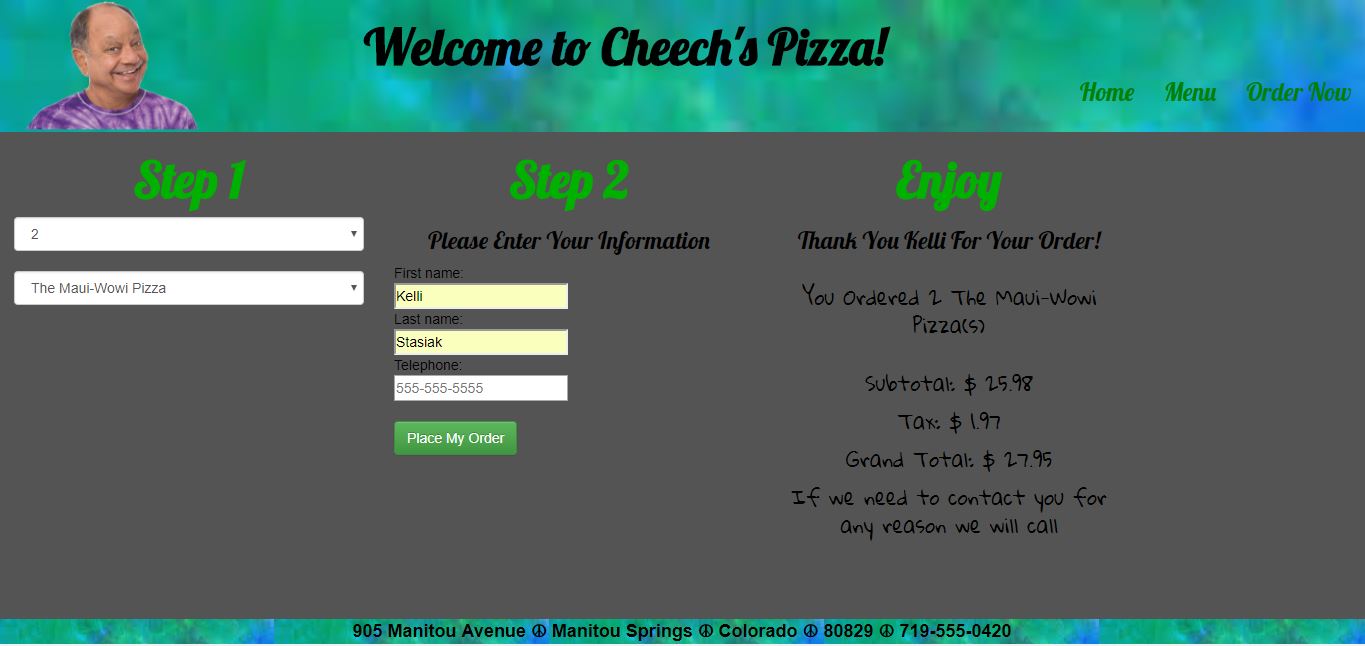 Welcome to Cheech's Pizza!
Home Menu Order Now
Step 1
2
The Maui-Wowi Pizza
Step 2
Please Enter Your Information
First name:
Kelli
Last name:
Stasiak
Telephone:
555-555-5555
Place My Order
Enjoy
Thank You Kelli For Your Order!
You Ordered 2 The Maui-Wowi
Pizza(s)
Subtotal: $ 25.98
Tax: $ 1.97
Grand Total: $ 27.95
If we need to contact you for
any reason we will call
905 Manitou Avenue ☮ Manitou Springs ☮ Colorado ☮ 80829 ☮ 719-555-0420